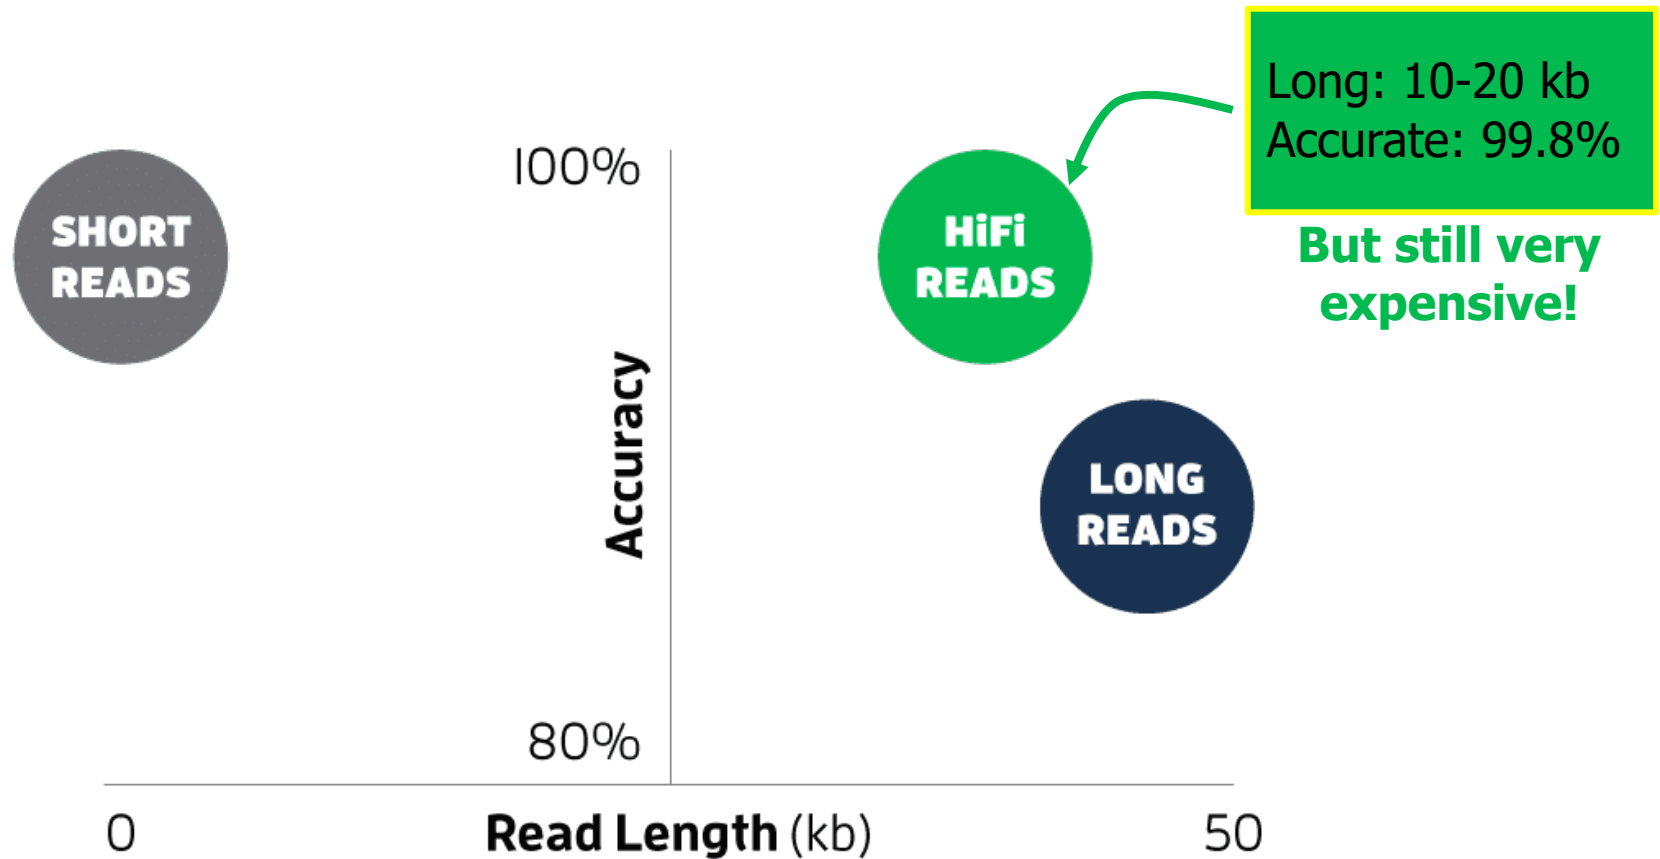 Long: 10-20 kb
Accurate: 99.8%
But still very
expensive!
100%
SHORT
READS
HiFi
READS
Accuracy
LONG
READS
80%
0
Read Length (kb)
50